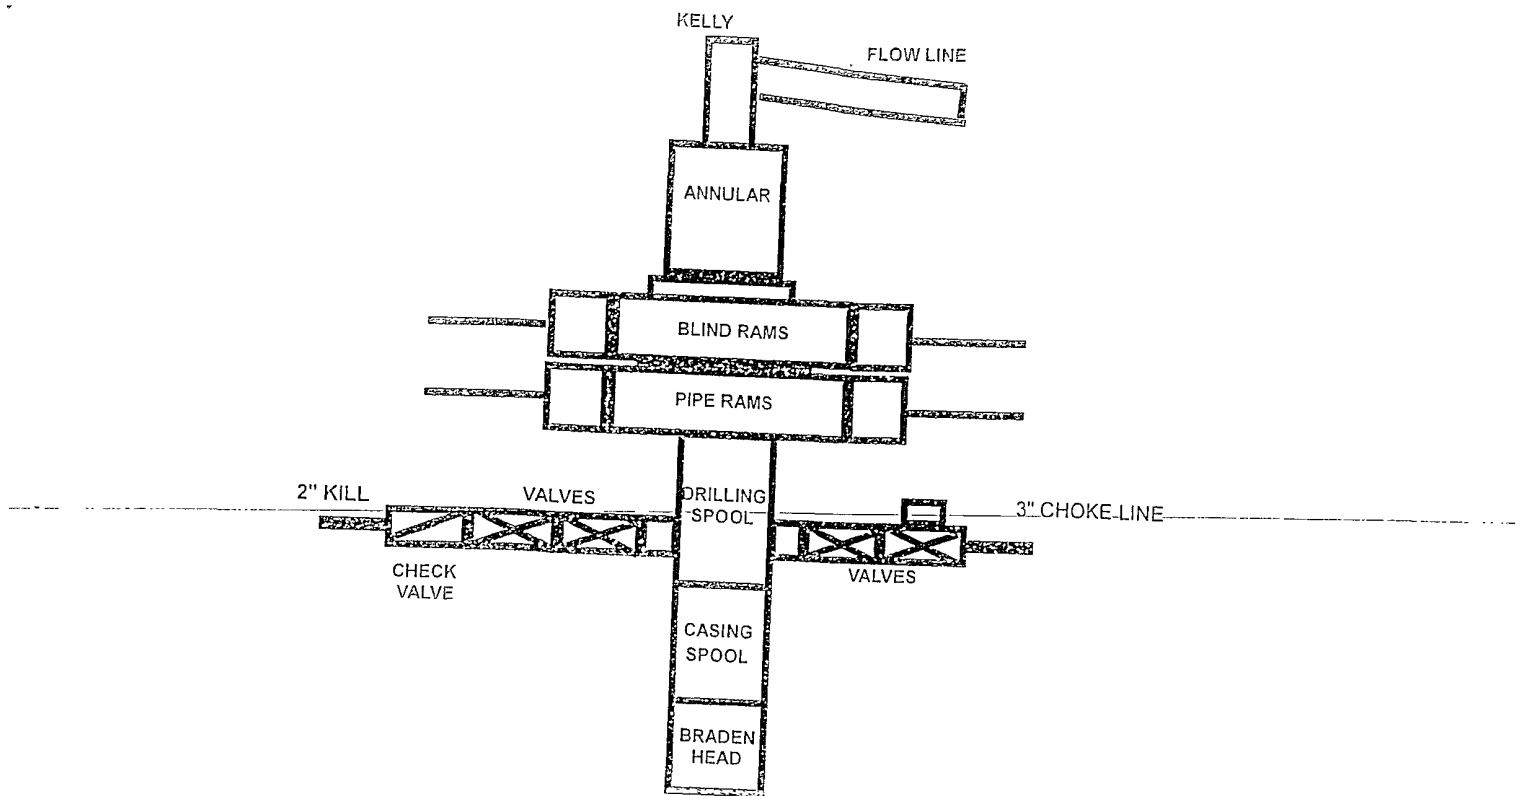 KELLY
FLOW LINE
ANNULAR
BLIND RAMS
PIPE RAMS
2" KILL
VALVES
DRILLING
SPOOL
3" CHOKE LINE
CHECK
VALVE
VALVES
CASING
SPOOL
BRADEN
HEAD